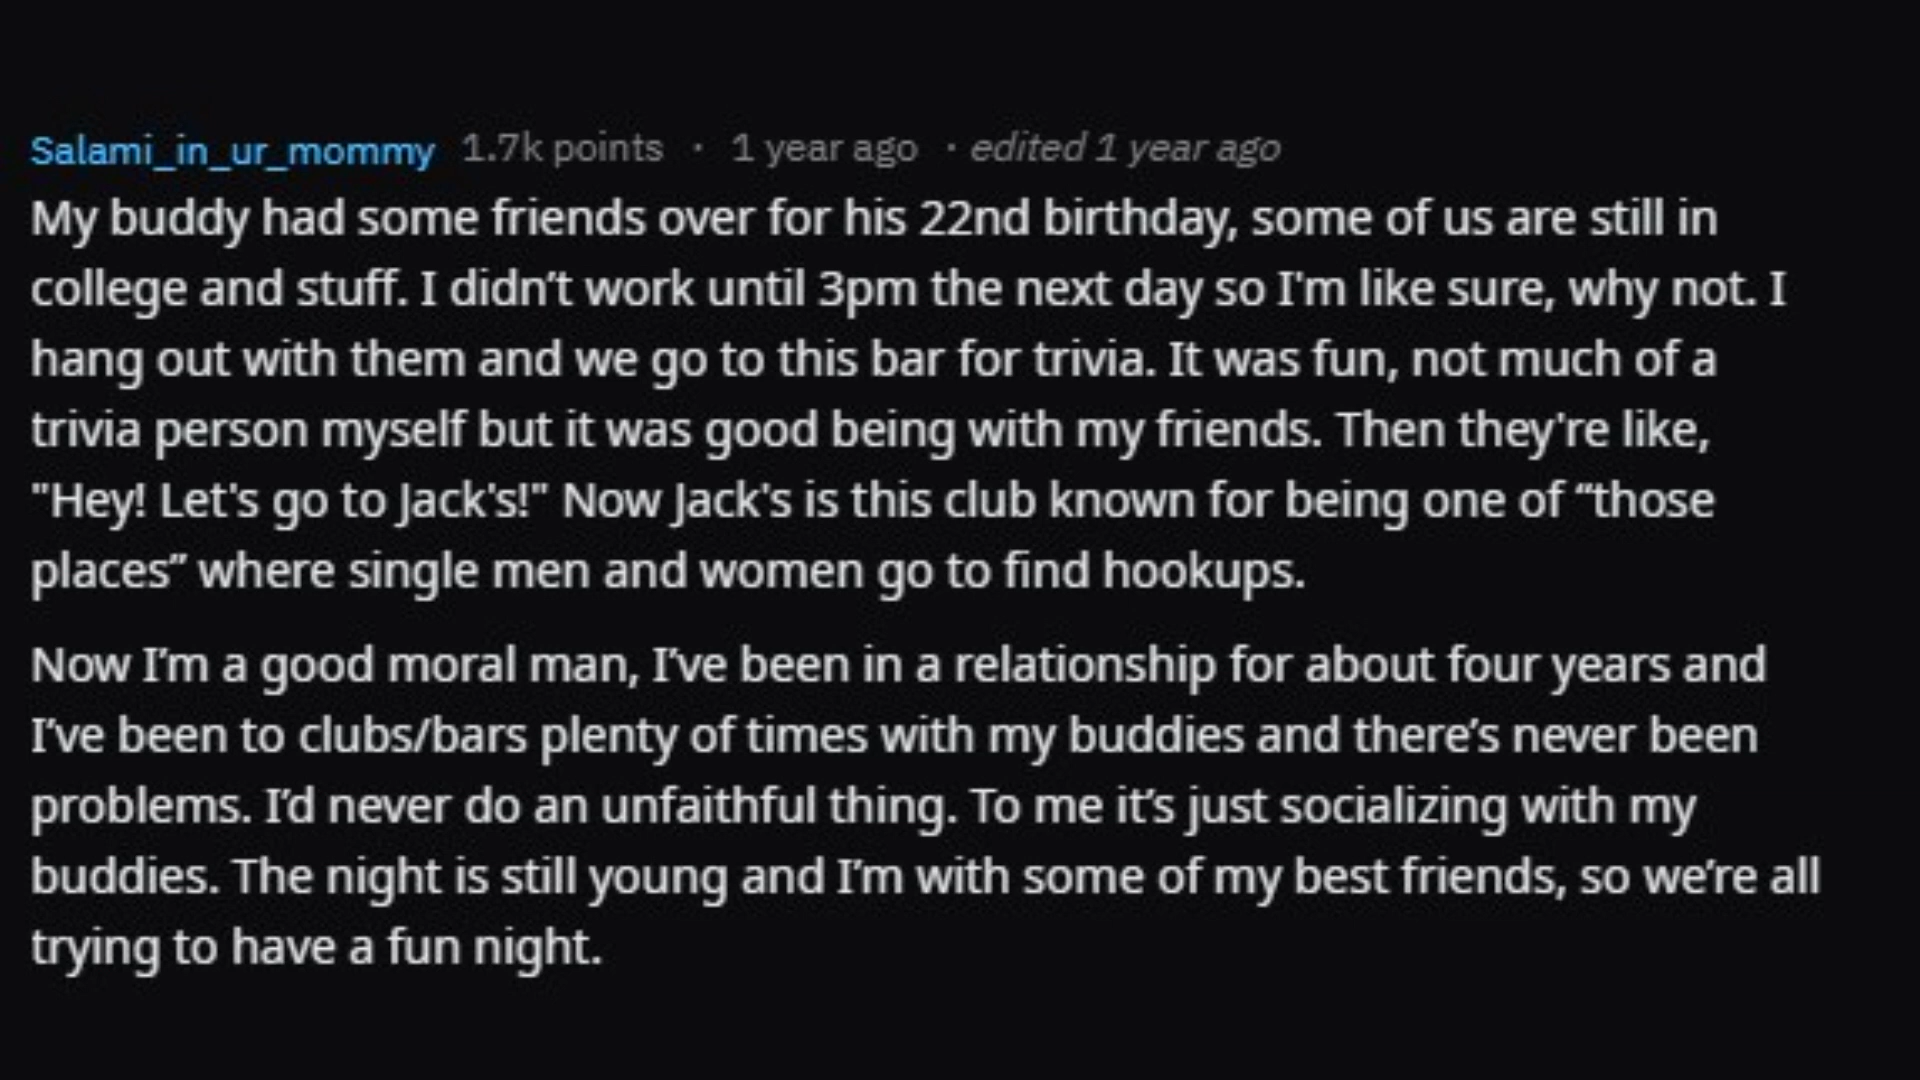 Salami_in_ur_mommy 1.7k points · 1 year ago · edited 1 year ago
My buddy had some friends over for his 22nd birthday, some of us are still in
college and stuff. I didn’t work until 3pm the next day so I'm like sure, why not. I
hang out with them and we go to this bar for trivia. It was fun, not much of a
trivia person myself but it was good being with my friends. Then they're like,
"Hey! Let's go to Jack's!" Now Jack's is this club known for being one of “those
places” where single men and women go to find hookups.
Now I’m a good moral man, I’ve been in a relationship for about four years and
I’ve been to clubs/bars plenty of times with my buddies and there’s never been
problems. I’d never do an unfaithful thing. To me it’s just socializing with my
buddies. The night is still young and I’m with some of my best friends, so we’re all
trying to have a fun night.